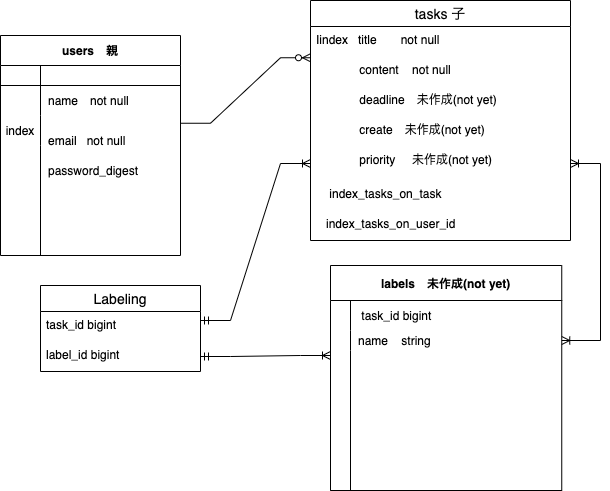 tasks 子
lindex title not null
content not null
deadline 未作成(not yet)
create 未作成(not yet)
priority 未作成(not yet)
index_tasks_on_task
index_tasks_on_user_id
users 親
name not null
index
email not null
password_digest
Labeling
task_id bigint
label_id bigint
labels 未作成(not yet)
task_id bigint
name string